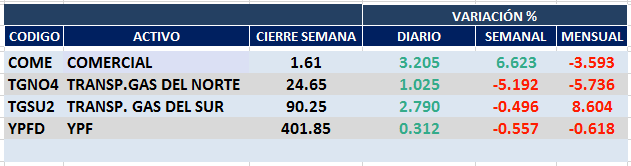 VARIACIÓN %
CODIGO ACTIVO CIERRE SEMANA DIARIO SEMANAL MENSUAL
COME COMERCIAL 1.61 3.205 6.623 -3.593
TGNO4 TRANSP.GAS DEL NORTE 24.65 1.025 -5.192 -5.736
TGSU2 TRANSP. GAS DEL SUR 90.25 2.790 -0.496 8.604
YPFD YPF 401.85 0.312 -0.557 -0.618